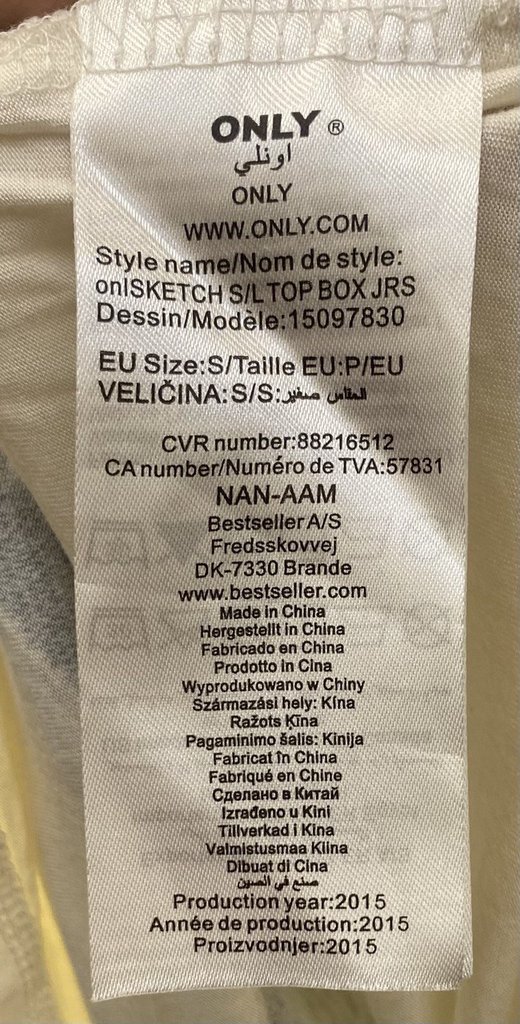 ONLY ®
اونلي
ONLY
WWW.ONLY.COM
Style name/Nom de style:
onlSKETCH S/L TOP BOX JRS
Dessin/Modèle:15097830
EU Size:S/Taille EU:P/EU
VELIČINA:S/S:المقاس صغير
CVR number:88216512
CA number/Numéro de TVA:57831
NAN-AAM
Bestseller A/S
Fredsskovvej
DK-7330 Brande
www.bestseller.com
Made in China
Hergestellt in China
Fabricado en China
Prodotto in Cina
Wyprodukowano w Chiny
Származási hely: Kína
Ražots Ķīna
Pagaminimo šalis: Kinija
Fabricat în China
Fabriqué en Chine
Сделано в Китай
Izrađeno u Kini
Tillverkad i Kina
Valmistusmaa Kiina
Dibuat di Cina
صنع في الصين
Production year:2015
Année de production:2015
Proizvodnjer:2015